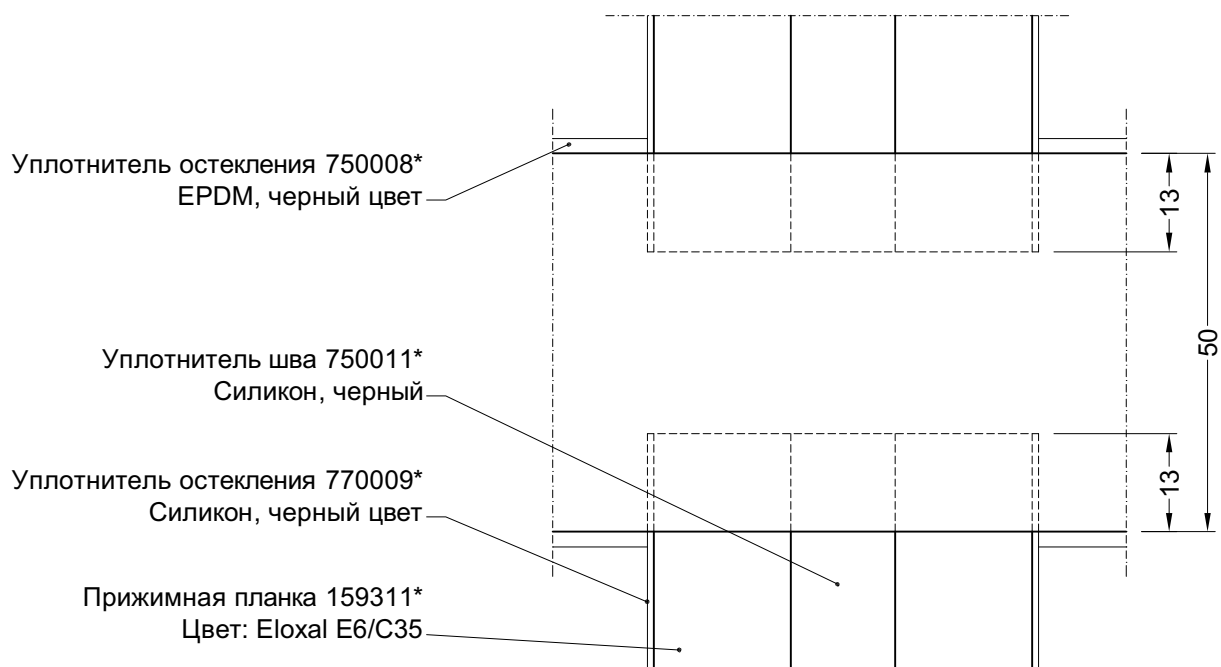 Уплотнитель остекления 750008*
EPDM, черный цвет
13
50
Уплотнитель шва 750011*
Силикон, черный
Уплотнитель остекления 770009*
Силикон, черный цвет
13
Прижимная планка 159311*
Цвет: Eloxal E6/C35